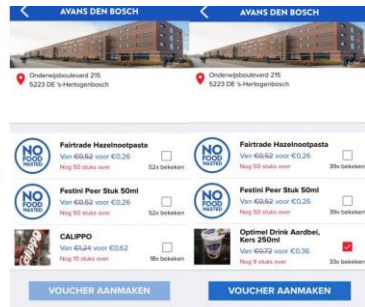 AVANS DEN BOSCH
Onderwijsboulevard 215
5223 DE 's-Hertogenbosch
NO FOOD WASTED
Fairtrade Hazelnootpasta
Van €0,52 voor €0,26
Nog 50 stuks over
52x bekeken
NO FOOD WASTED
Festini Peer Stuk 50ml
Van €0,52 voor €0,26
Nog 50 stuks over
52x bekeken
CALIPPO
CALIPPO
Van €1,24 voor €0,62
Nog 10 stuks over
18x bekeken
VOUCHER AANMAKEN
AVANS DEN BOSCH
Onderwijsboulevard 215
5223 DE 's-Hertogenbosch
NO FOOD WASTED
Fairtrade Hazelnootpasta
Van €0,52 voor €0,26
Nog 50 stuks over
39x bekeken
NO FOOD WASTED
Festini Peer Stuk 50ml
Van €0,52 voor €0,26
Nog 50 stuks over
39x bekeken
Optimel Drink Aardbei,
Kers 250ml
Van €0,72 voor €0,36
Nog 9 stuks over
33x bekeken
VOUCHER AANMAKEN